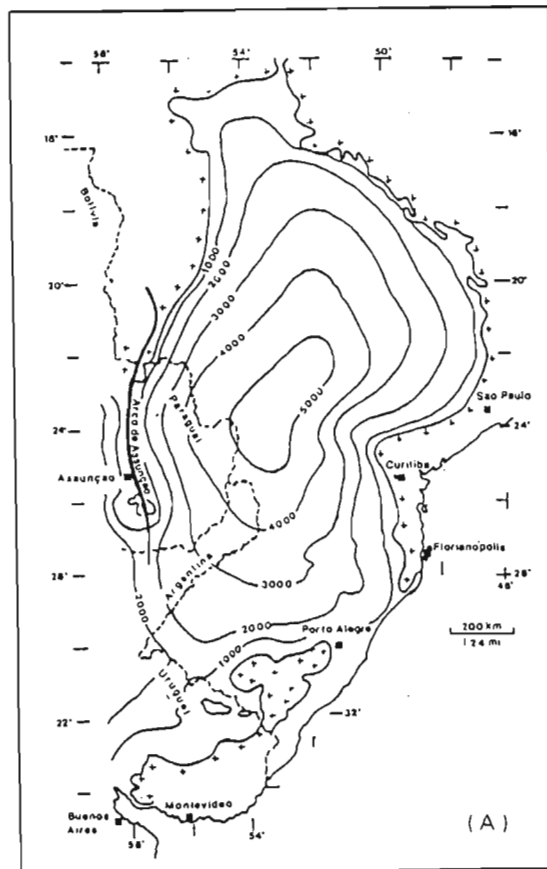 58°
54°
50°
16°
16°
Bolivia
20°
20°
1000
2000
3000
4000
5000
Paraguai
Sao Paulo
24°
24°
Arco de Assunção
Assunção
Curitiba
4000
Florianópolis
Argentina
3000
28°
28°
48°
2000
2000
200 km
124 mi
Porto Alegre
1000
Uruguai
22°
32°
Montevideo
Buenos
Aires
58°
54°
(A)